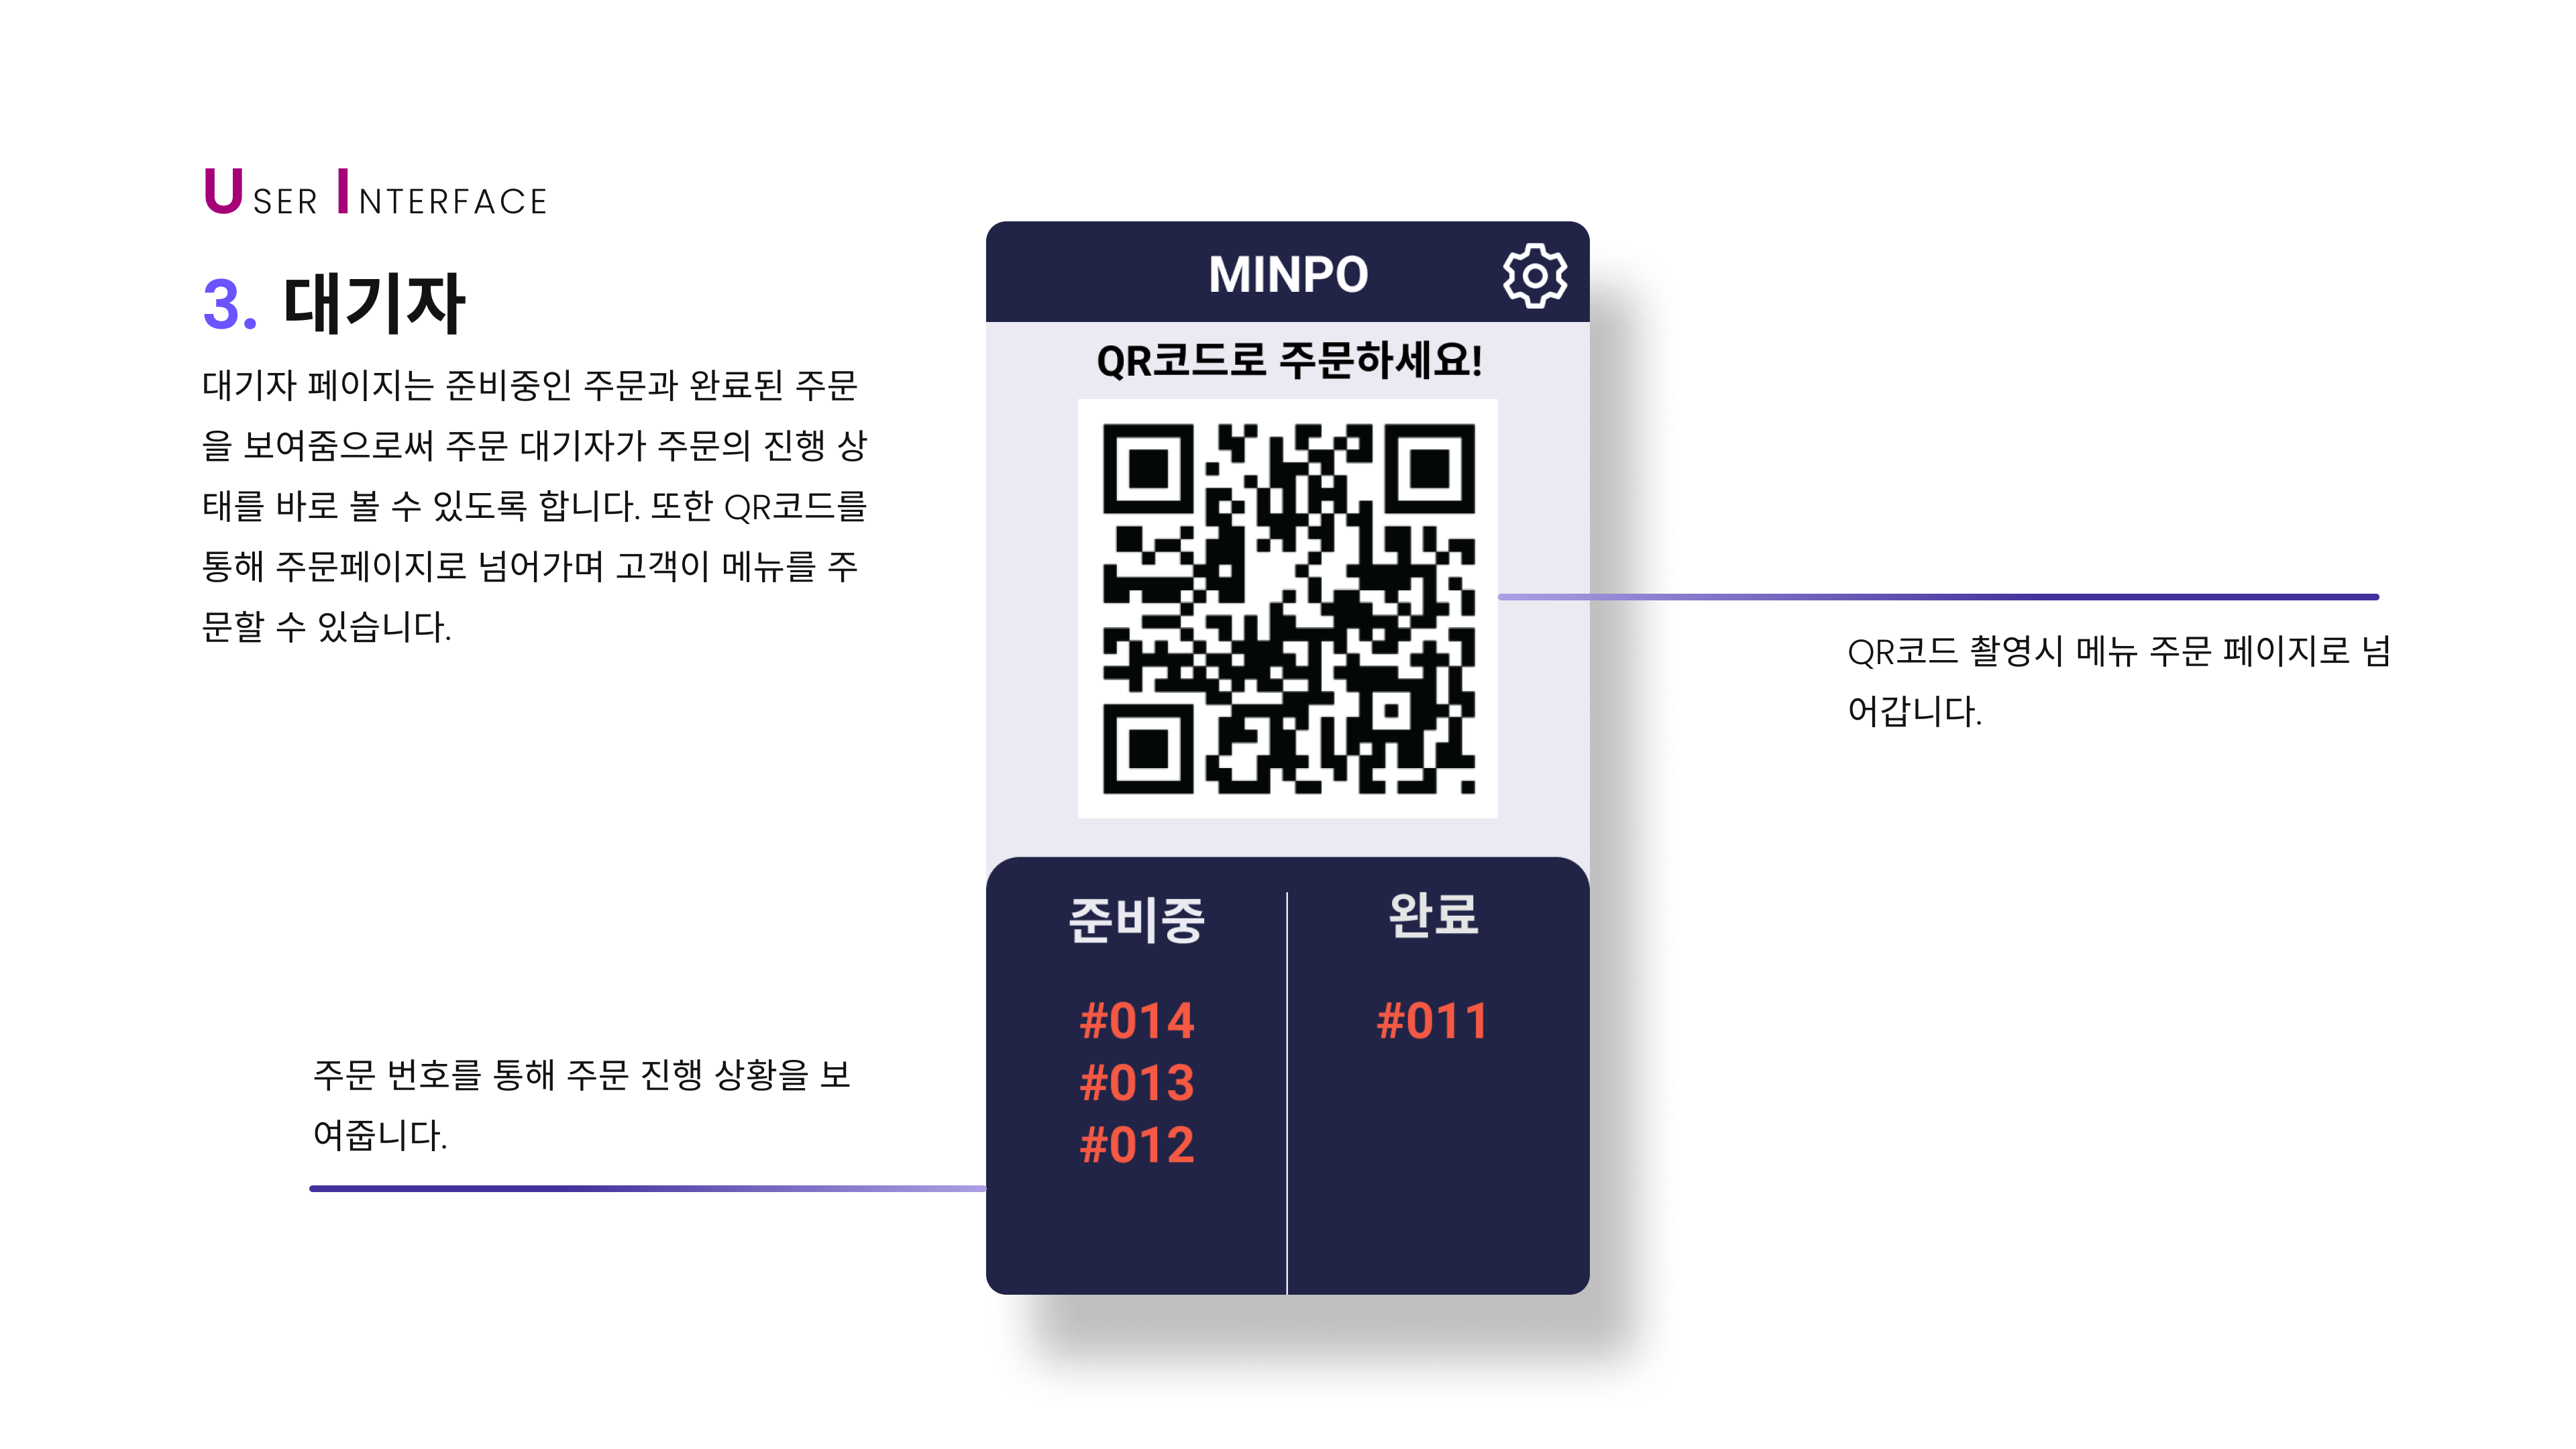 USER INTERFACE
3. 대기자
대기자 페이지는 준비중인 주문과 완료된 주문
을 보여줌으로써 주문 대기자가 주문의 진행 상
태를 바로 볼 수 있도록 합니다. 또한 QR코드를
통해 주문페이지로 넘어가며 고객이 메뉴를 주
문할 수 있습니다.
MINPO
QR코드로 주문하세요!
QR코드 촬영시 메뉴 주문 페이지로 넘
어갑니다.
준비중
#014
#013
#012
완료
#011
주문 번호를 통해 주문 진행 상황을 보
여줍니다.